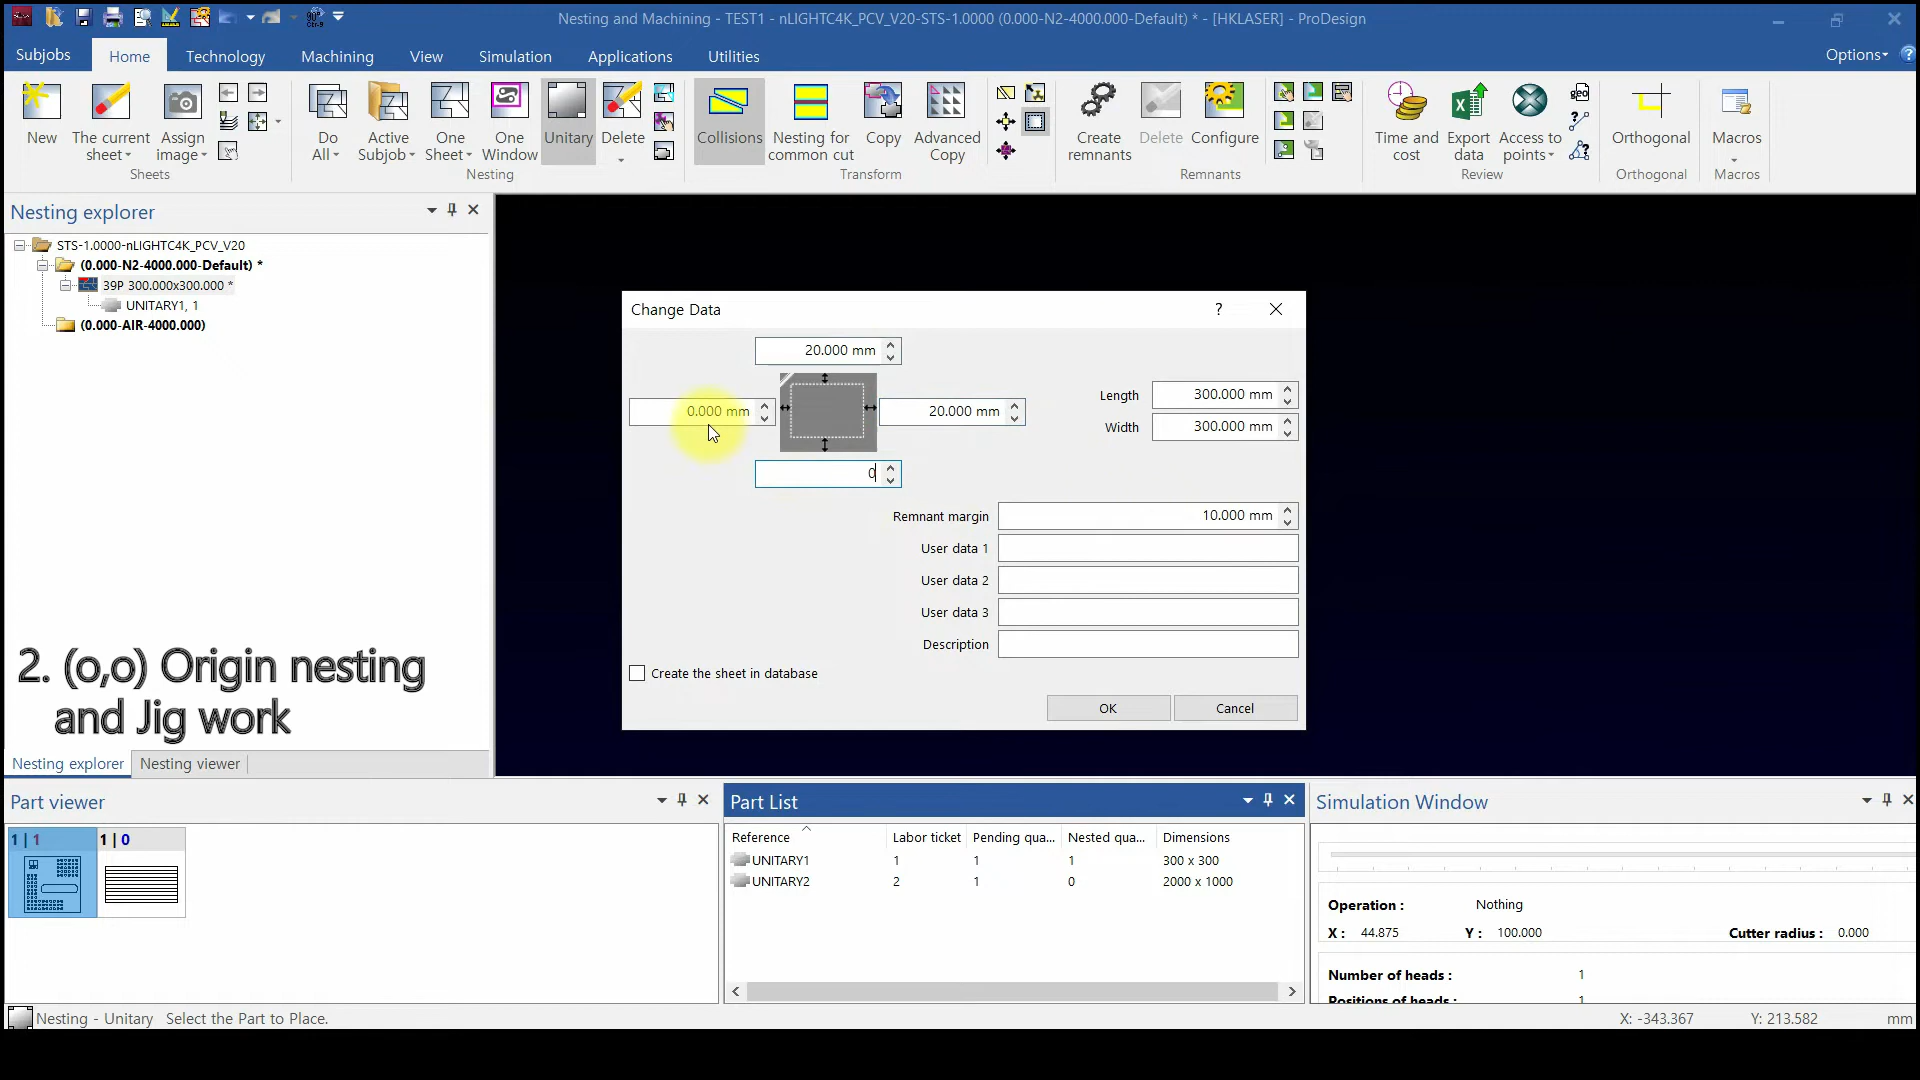 Nesting and Machining - TEST1 - nLIGHTC4K_PCV_V20-STS-1.0000 (0.000-N2-4000.000-Default) * - [HKLASER] - ProDesign
Subjobs Home Technology Machining View Simulation Applications Utilities Options
New The current sheet Assign image Do All Active Subjob One Sheet One Window Unitary Delete Collisions Nesting for common cut Copy Advanced Copy Create remnants Delete Configure Time and cost Export data Access to points Orthogonal Macros
Sheets Nesting Transform Remnants Review Orthogonal Macros
Nesting explorer
STS-1.0000-nLIGHTC4K_PCV_V20
(0.000-N2-4000.000-Default) *
39P 300.000x300.000 *
UNITARY1, 1
(0.000-AIR-4000.000)
2. (o,o) Origin nesting
and Jig work
Nesting explorer Nesting viewer
Change Data ?
20.000 mm
0.000 mm 20.000 mm
0
Length 300.000 mm
Width 300.000 mm
Remnant margin 10.000 mm
User data 1
User data 2
User data 3
Description
Create the sheet in database
OK Cancel
Part viewer
1 | 1 1 | 0
Part List
Reference Labor ticket Pending qua... Nested qua... Dimensions
UNITARY1 1 1 1 300 x 300
UNITARY2 2 1 0 2000 x 1000
Simulation Window
Operation : Nothing
X : 44.875 Y : 100.000 Cutter radius : 0.000
Number of heads : 1
Positions of heads : 1
Nesting - Unitary Select the Part to Place. X: -343.367 Y: 213.582 mm